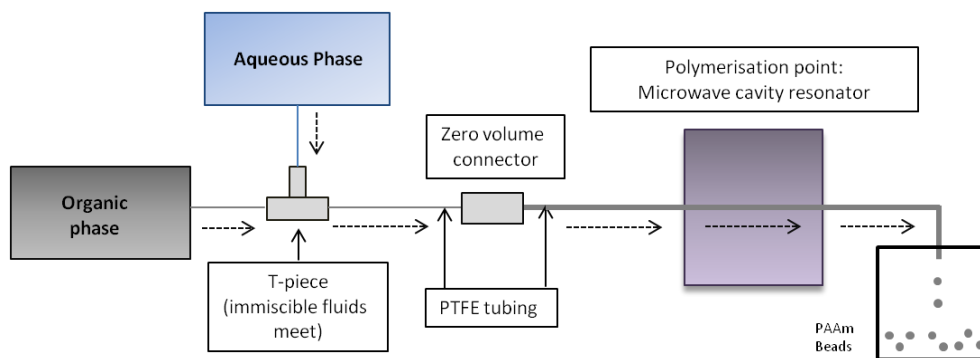 Aqueous Phase
Polymerisation point:
Microwave cavity resonator
Zero volume
connector
Organic
phase
T-piece
(immiscible fluids
meet)
PTFE tubing
PAAm
Beads